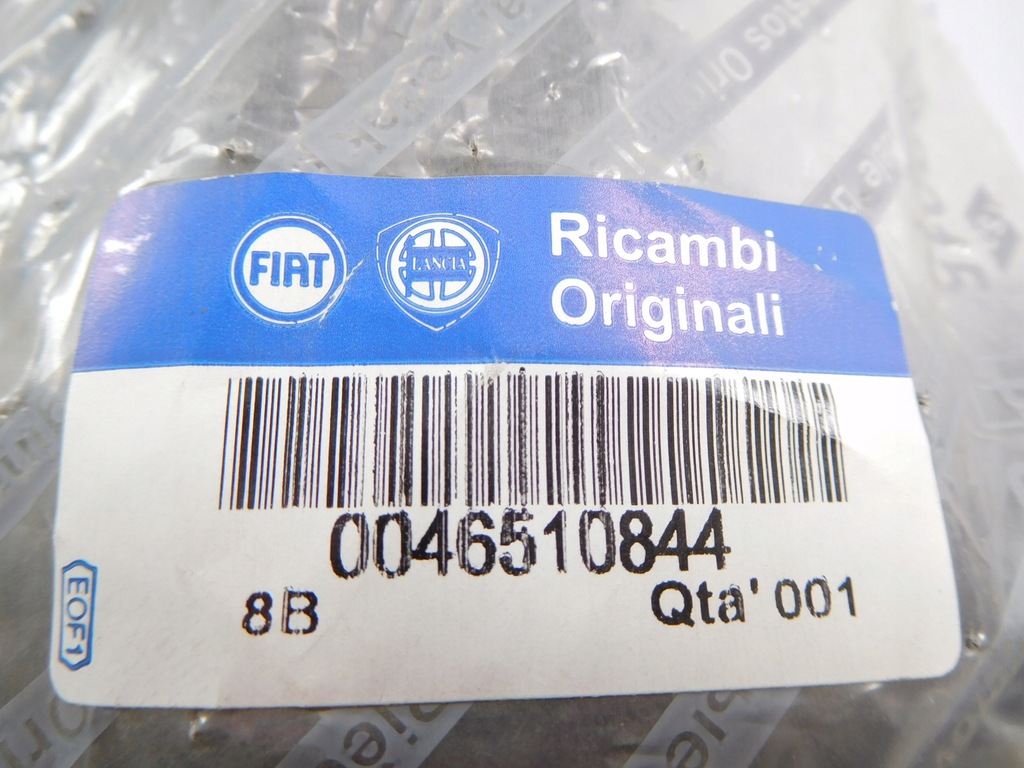 FIAT
LANCIA
Ricambi
Originali
0046510844
8B
Qta' 001
EOF1